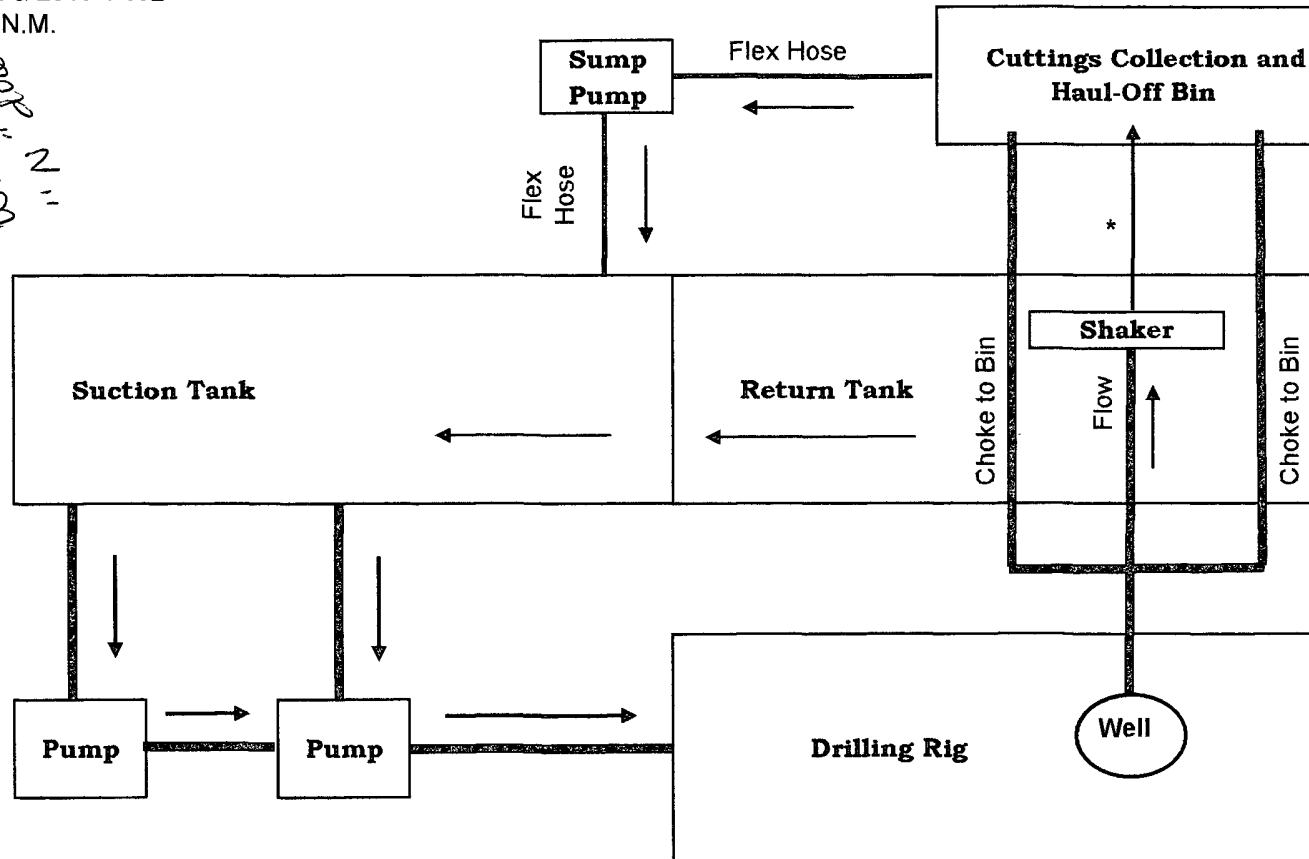 N.M.
Sump
Pump
Flex Hose
Cuttings Collection and
Haul-Off Bin
Flex
Hose
*
Suction Tank
Return Tank
Choke to Bin
Flow
Shaker
Choke to Bin
Pump
Pump
Drilling Rig
Well